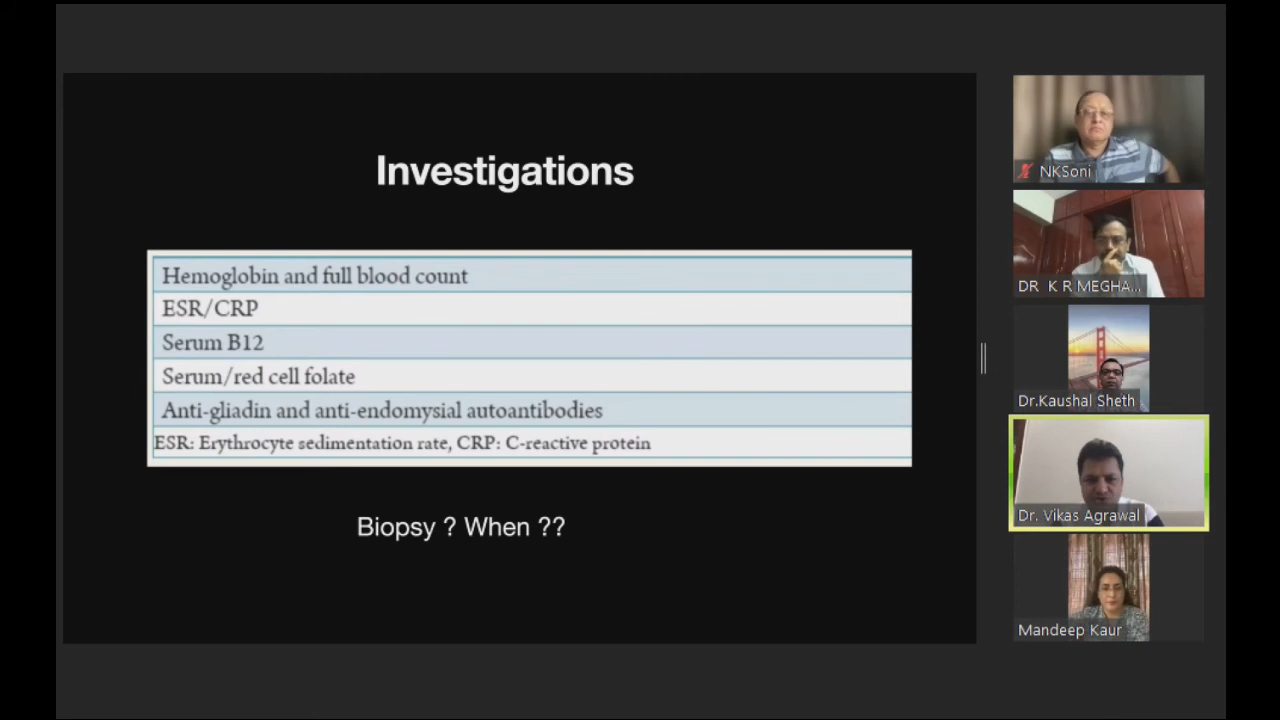 Investigations
Hemoglobin and full blood count
ESR/CRP
Serum B12
Serum/red cell folate
Anti-gliadin and anti-endomysial autoantibodies
ESR: Erythrocyte sedimentation rate, CRP: C-reactive protein
Biopsy ? When ??
NKSoni
DR K R MEGHA...
Dr.Kaushal Sheth
Dr. Vikas Agrawal
Mandeep Kaur